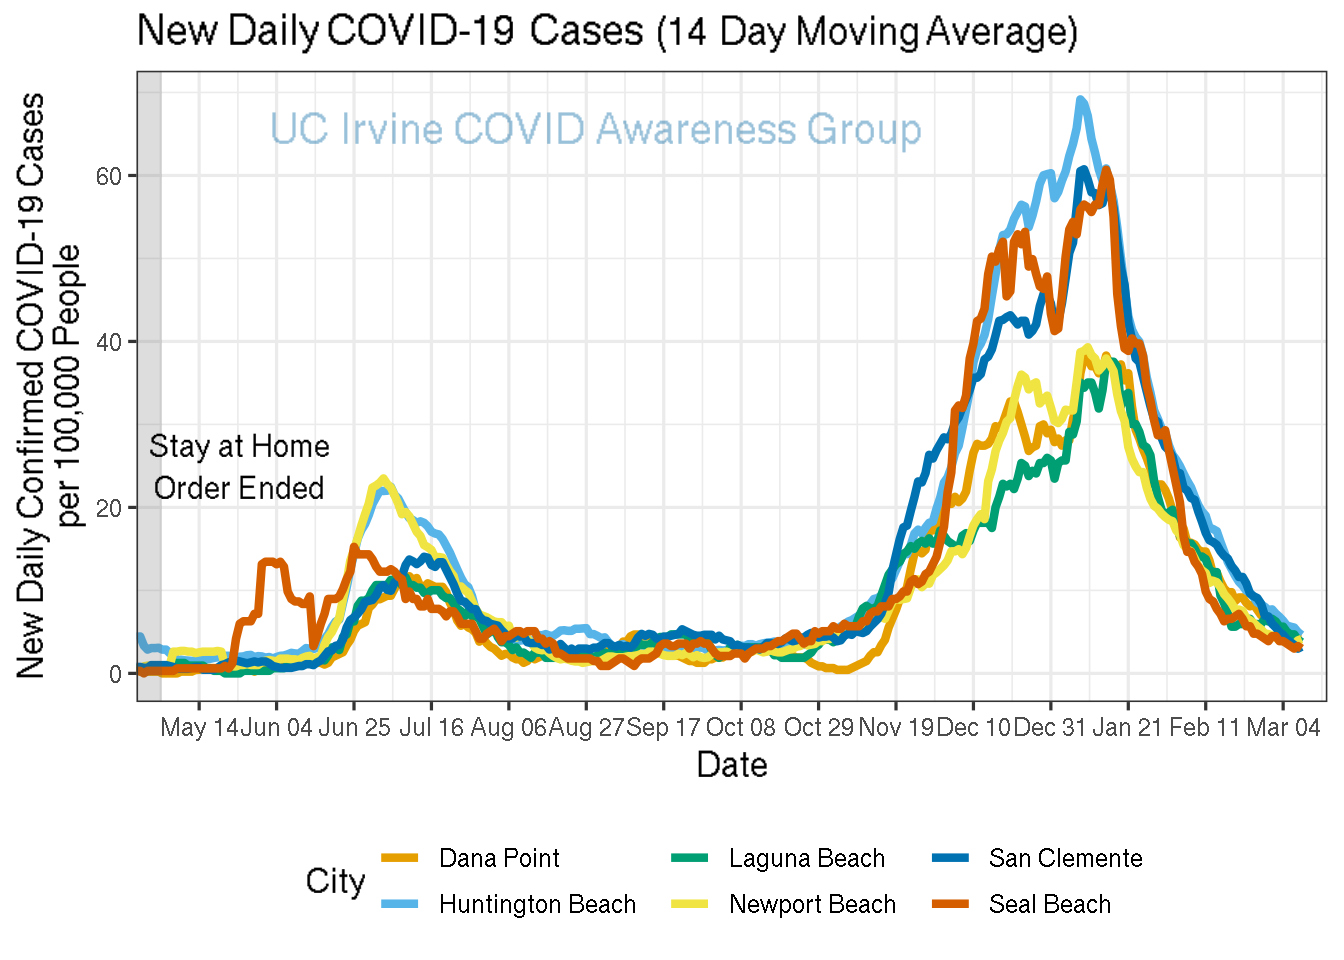 New Daily COVID-19 Cases (14 Day Moving Average)
UC Irvine COVID Awareness Group
New Daily Confirmed COVID-19 Cases
per 100,000 People
60
40
20
0
Stay at Home
Order Ended
May 14 Jun 04 Jun 25 Jul 16 Aug 06 Aug 27 Sep 17 Oct 08 Oct 29 Nov 19 Dec 10 Dec 31 Jan 21 Feb 11 Mar 04
Date
City
Dana Point Laguna Beach San Clemente
Huntington Beach Newport Beach Seal Beach